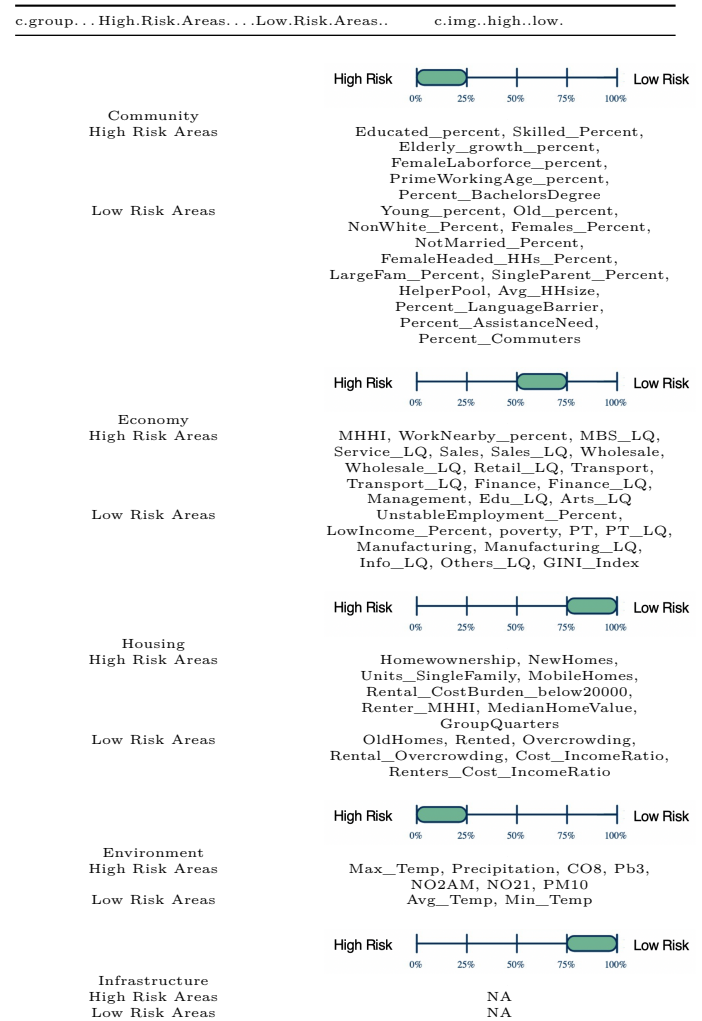 c.group...High.Risk.Areas....Low.Risk.Areas.. c.img..high..low.
High Risk Low Risk
0% 25% 50% 75% 100%
Community
High Risk Areas Educated_percent, Skilled_Percent,
Elderly_growth_percent,
FemaleLaborforce_percent,
PrimeWorkingAge_percent,
Percent_BachelorsDegree
Low Risk Areas Young_percent, Old_percent,
NonWhite_Percent, Females_Percent,
NotMarried_Percent,
FemaleHeaded_HHs_Percent,
LargeFam_Percent, SingleParent_Percent,
HelperPool, Avg_HHsize,
Percent_LanguageBarrier,
Percent_AssistanceNeed,
Percent_Commuters
High Risk Low Risk
0% 25% 50% 75% 100%
Economy
High Risk Areas MHHI, WorkNearby_percent, MBS_LQ,
Service_LQ, Sales, Sales_LQ, Wholesale,
Wholesale_LQ, Retail_LQ, Transport,
Transport_LQ, Finance, Finance_LQ,
Management, Edu_LQ, Arts_LQ
Low Risk Areas UnstableEmployment_Percent,
LowIncome_Percent, poverty, PT, PT_LQ,
Manufacturing, Manufacturing_LQ,
Info_LQ, Others_LQ, GINI_Index
High Risk Low Risk
0% 25% 50% 75% 100%
Housing
High Risk Areas Homewownership, NewHomes,
Units_SingleFamily, MobileHomes,
Rental_CostBurden_below20000,
Renter_MHHI, MedianHomeValue,
GroupQuarters
Low Risk Areas OldHomes, Rented, Overcrowding,
Rental_Overcrowding, Cost_IncomeRatio,
Renters_Cost_IncomeRatio
High Risk Low Risk
0% 25% 50% 75% 100%
Environment
High Risk Areas Max_Temp, Precipitation, CO8, Pb3,
NO2AM, NO21, PM10
Low Risk Areas Avg_Temp, Min_Temp
High Risk Low Risk
0% 25% 50% 75% 100%
Infrastructure
High Risk Areas NA
Low Risk Areas NA